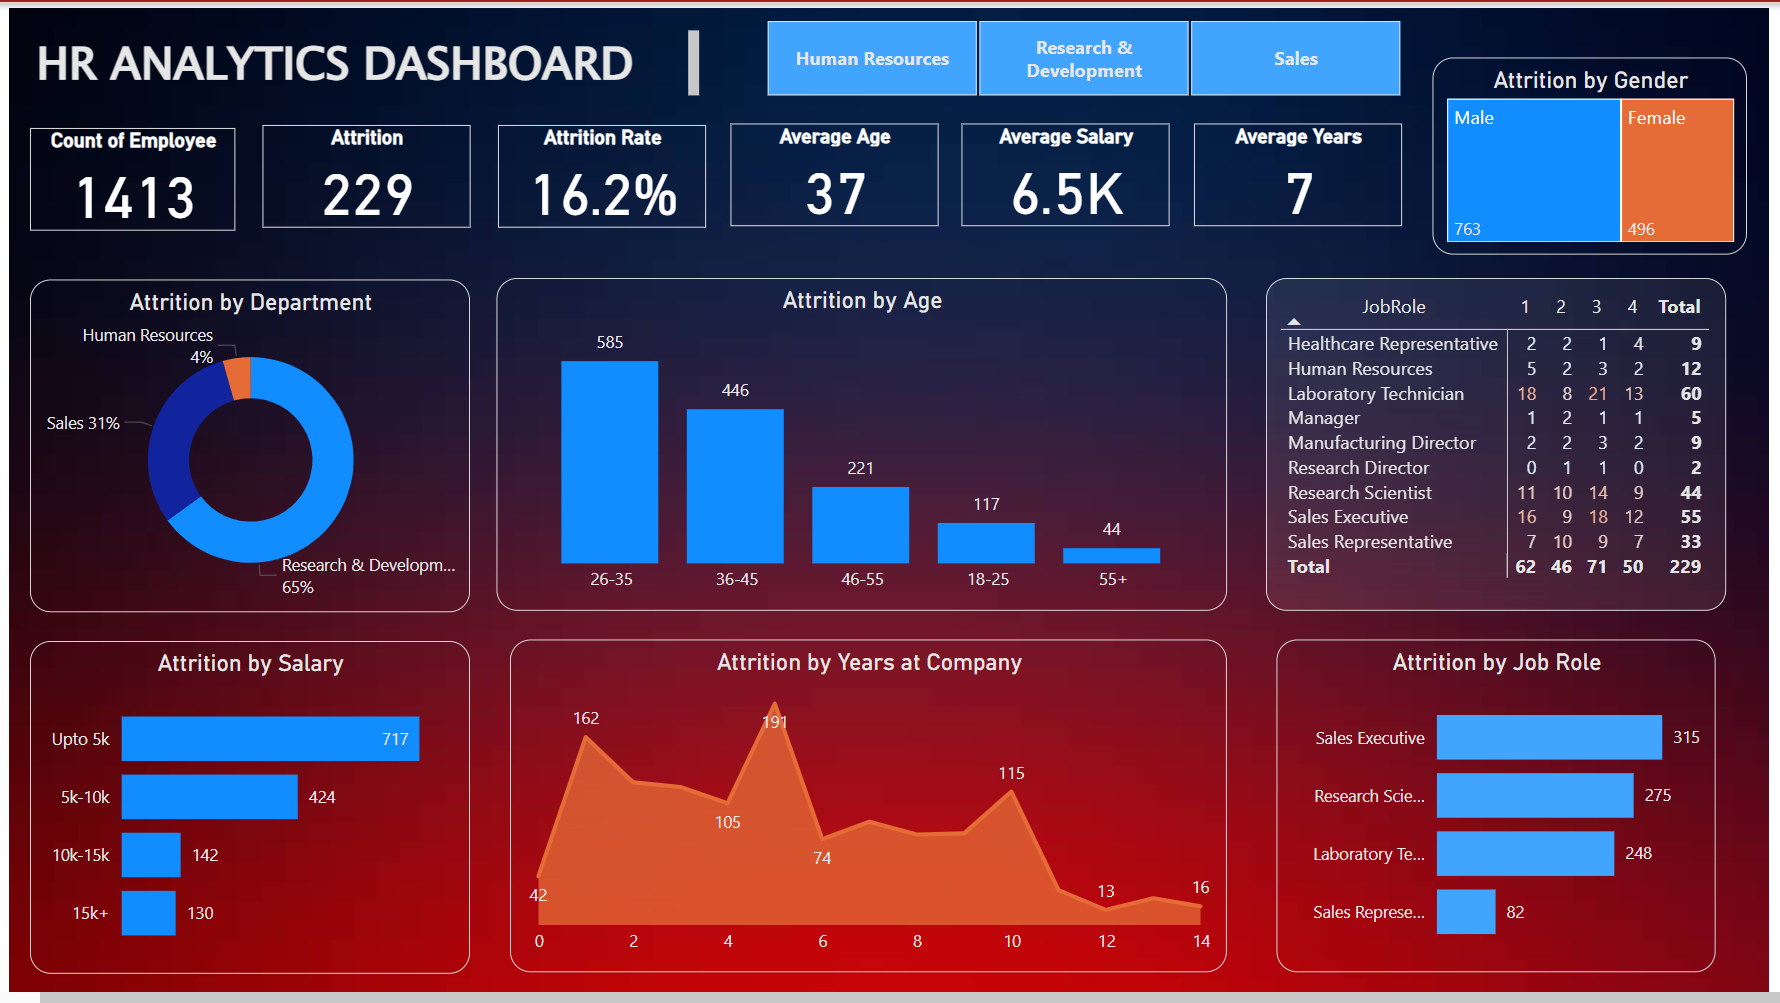 HR ANALYTICS DASHBOARD
Human Resources
Research &
Development
Sales
Count of Employee
1413
Attrition
229
Attrition Rate
16.2%
Average Age
37
Average Salary
6.5K
Average Years
7
Attrition by Gender
Male
Female
763
496
Attrition by Department
Human Resources
4%
Sales 31%
Research & Developm...
65%
Attrition by Age
585
446
221
117
44
26-35 36-45 46-55 18-25 55+
JobRole 1 2 3 4 Total
Healthcare Representative 2 2 1 4 9
Human Resources 5 2 3 2 12
Laboratory Technician 18 8 21 13 60
Manager 1 2 1 1 5
Manufacturing Director 2 2 3 2 9
Research Director 0 1 1 0 2
Research Scientist 11 10 14 9 44
Sales Executive 16 9 18 12 55
Sales Representative 7 10 9 7 33
Total 62 46 71 50 229
Attrition by Salary
Upto 5k 717
5k-10k 424
10k-15k 142
15k+ 130
Attrition by Years at Company
42
162
105
191
74
115
13
16
0 2 4 6 8 10 12 14
Attrition by Job Role
Sales Executive 315
Research Scie... 275
Laboratory Te... 248
Sales Represe... 82